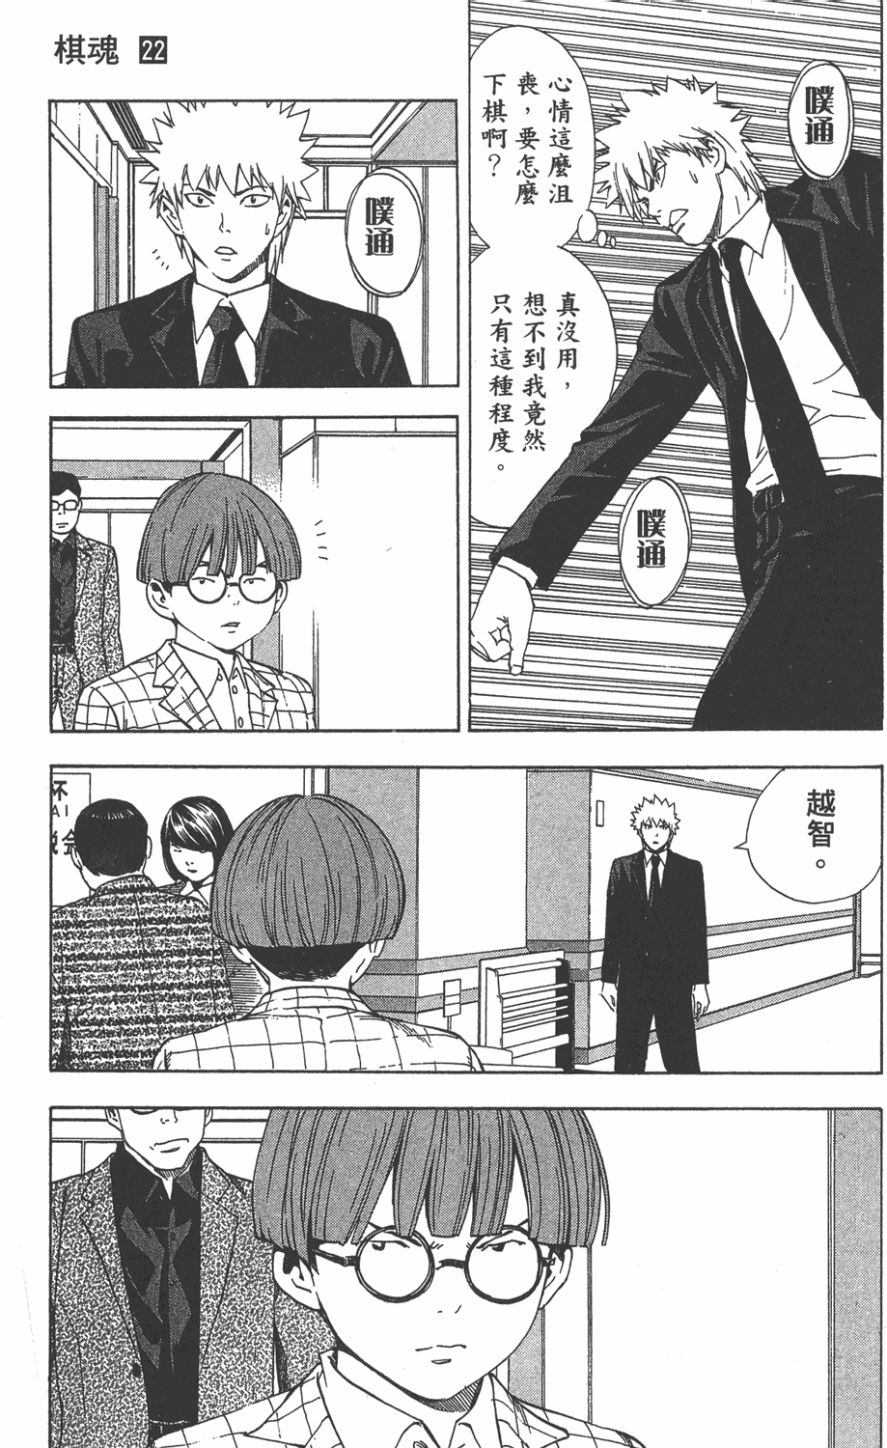 棋魂 22
噗通
心情這麼沮
喪，要怎麼
下棋啊？
真沒用，
想不到我竟然
只有這種程度。
噗通
噗通
越智。
杯
AI